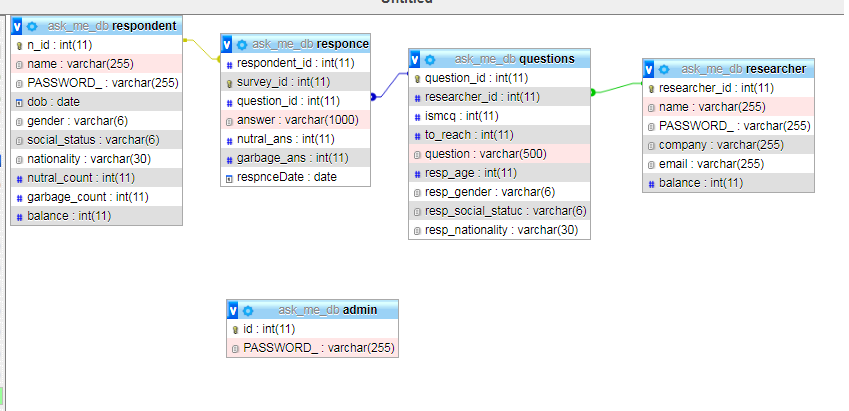 Untitled
ask_me_db respondent
n_id : int(11)
name : varchar(255)
PASSWORD_ : varchar(255)
dob : date
gender : varchar(6)
social_status : varchar(6)
nationality : varchar(30)
nutral_count : int(11)
garbage_count : int(11)
balance : int(11)
ask_me_db responce
respondent_id : int(11)
survey_id : int(11)
question_id : int(11)
answer : varchar(1000)
nutral_ans : int(11)
garbage_ans : int(11)
respnceDate : date
ask_me_db questions
question_id : int(11)
researcher_id : int(11)
ismcq : int(11)
to_reach : int(11)
question : varchar(500)
resp_age : int(11)
resp_gender : varchar(6)
resp_social_statuc : varchar(6)
resp_nationality : varchar(30)
ask_me_db researcher
researcher_id : int(11)
name : varchar(255)
PASSWORD_ : varchar(255)
company : varchar(255)
email : varchar(255)
balance : int(11)
ask_me_db admin
id : int(11)
PASSWORD_ : varchar(255)